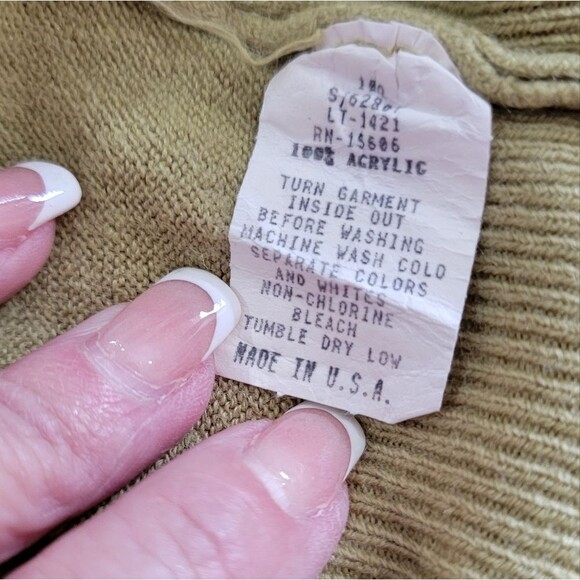 LT-1421
RN-15606
100% ACRYLIC
TURN GARMENT
INSIDE OUT
BEFORE WASHING
MACHINE WASH COLD
SEPARATE COLORS
AND WHITES
NON-CHLORINE
BLEACH
TUMBLE DRY LOW
MADE IN U.S.A.